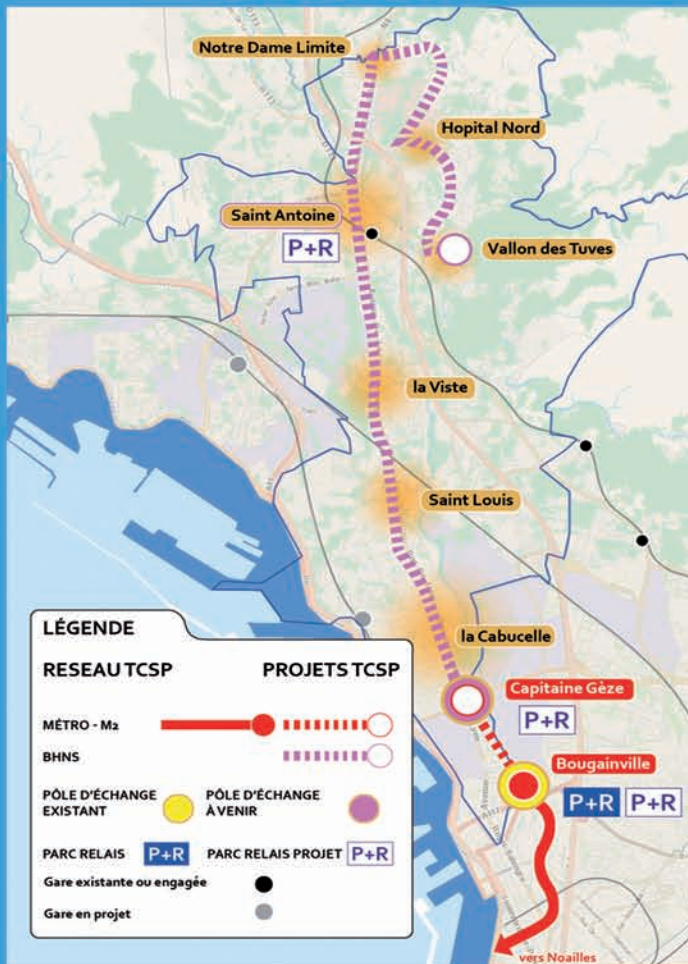 Notre Dame Limite
Hopital Nord
Saint Antoine
P+R
Vallon des Tuves
la Viste
Saint Louis
la Cabucelle
Capitaine Gèze
P+R
Bougainville
P+R P+R
vers Noailles
LÉGENDE
RESEAU TCSP PROJETS TCSP
MÉTRO - M2
BHNS
PÔLE D'ÉCHANGE EXISTANT
PÔLE D'ÉCHANGE À VENIR
PARC RELAIS P+R PARC RELAIS PROJET P+R
Gare existante ou engagée
Gare en projet